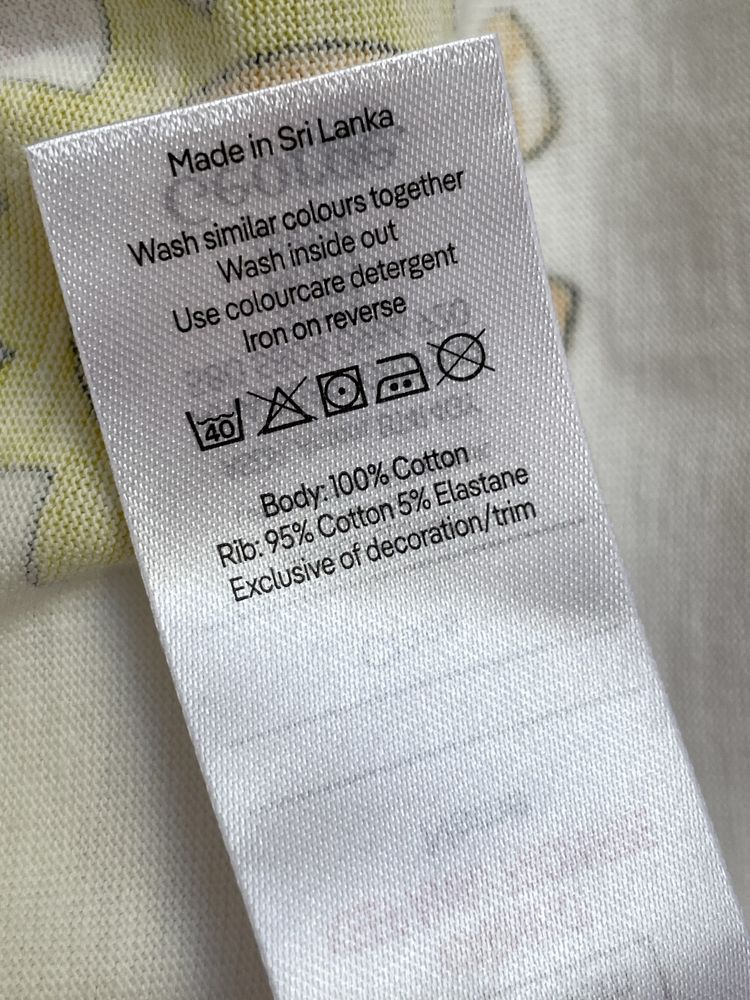 Made in Sri Lanka
Wash similar colours together
Wash inside out
Use colourcare detergent
Iron on reverse
40
Body: 100% Cotton
Rib: 95% Cotton 5% Elastane
Exclusive of decoration/trim